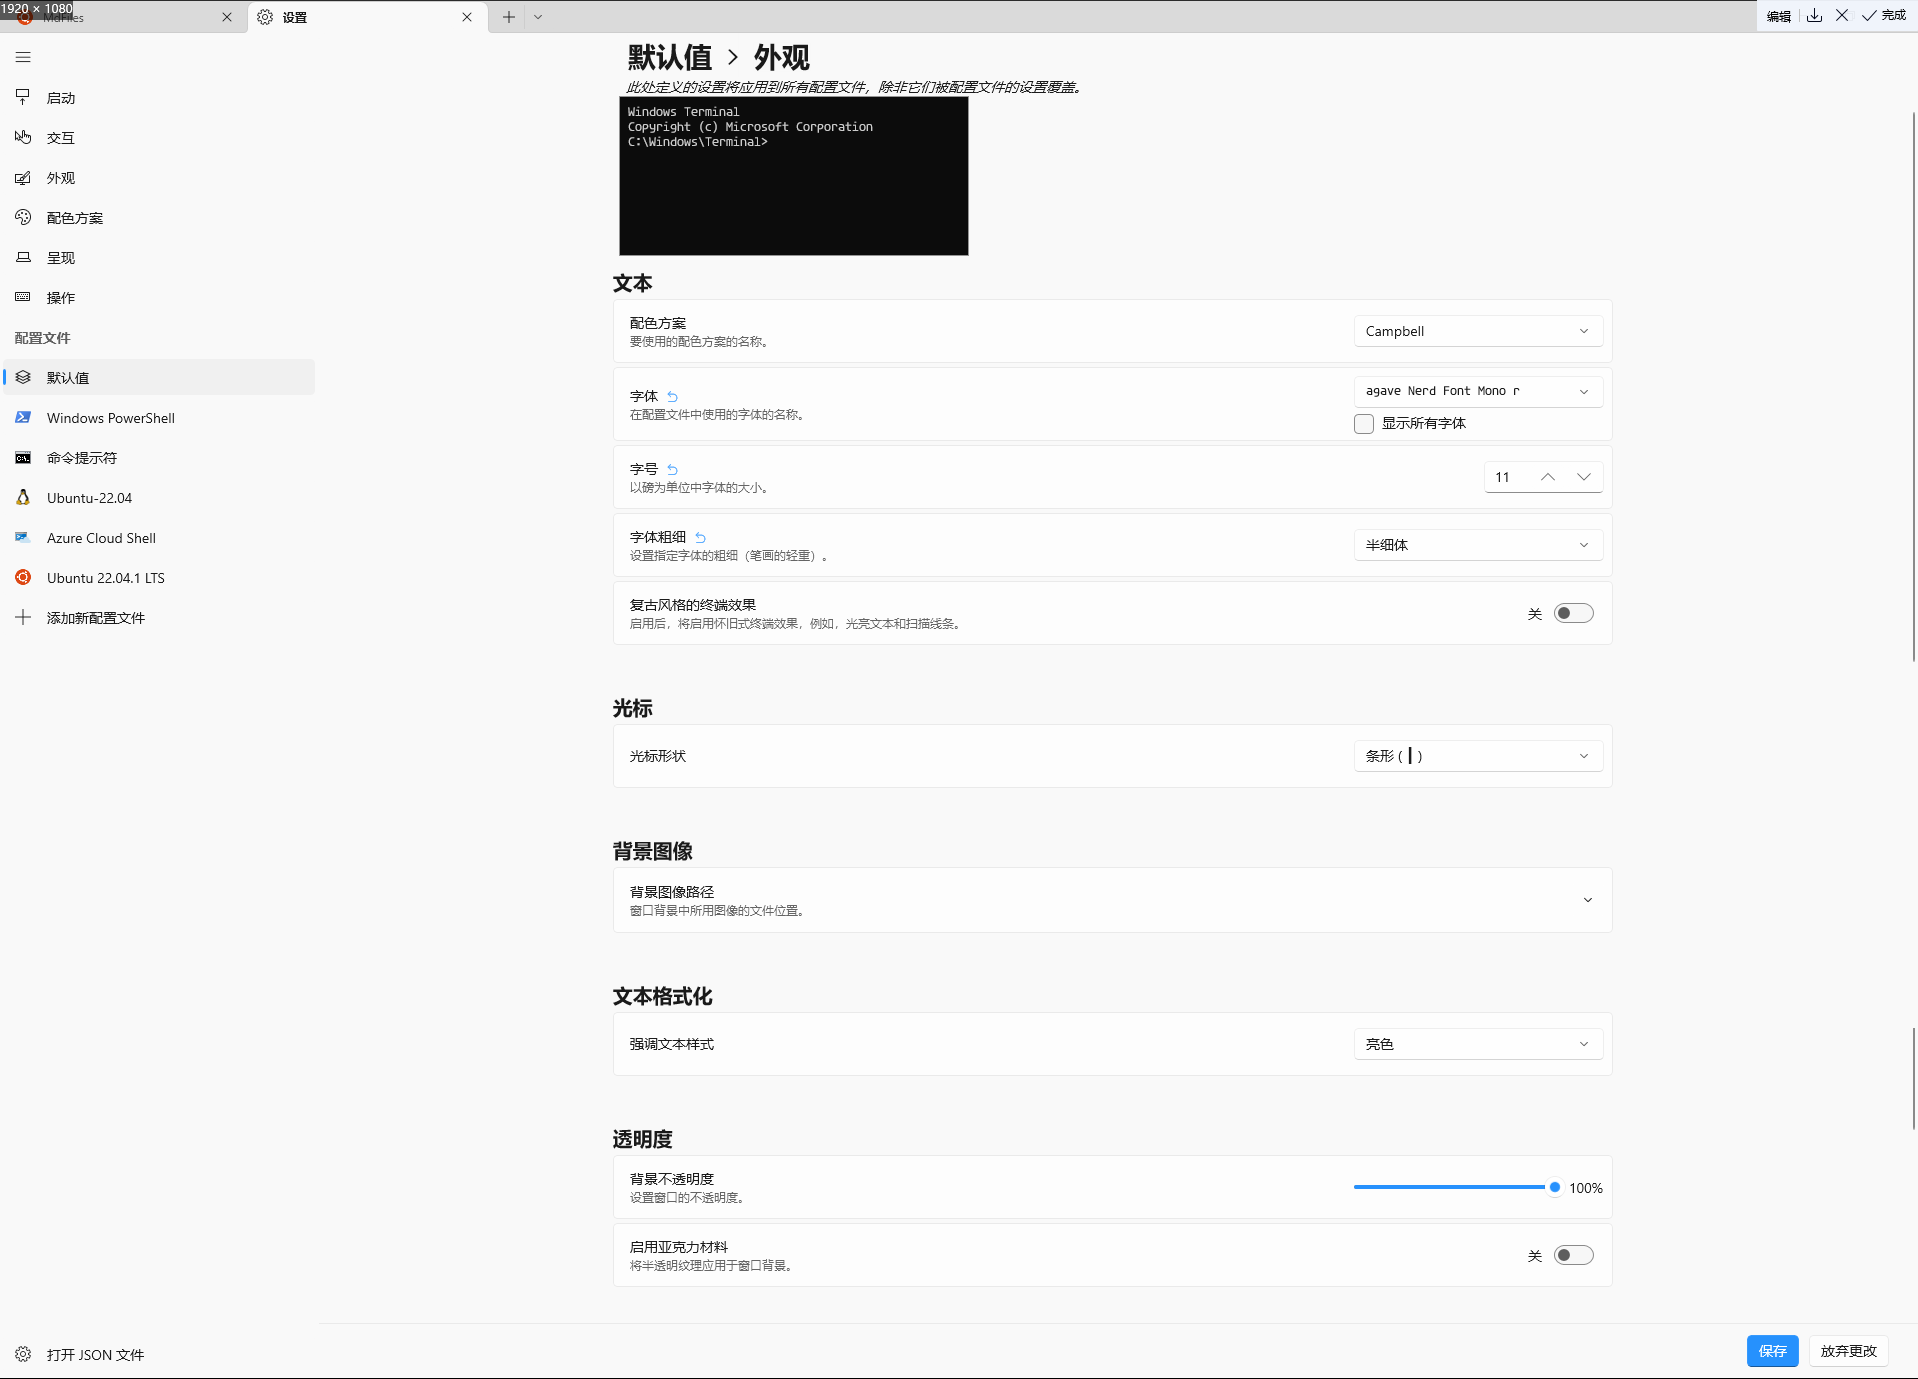 1920 × 1080
MdFiles
设置
编辑
完成
启动
交互
外观
配色方案
呈现
操作
配置文件
默认值
Windows PowerShell
命令提示符
Ubuntu-22.04
Azure Cloud Shell
Ubuntu 22.04.1 LTS
添加新配置文件
打开 JSON 文件
默认值 > 外观
此处定义的设置将应用到所有配置文件，除非它们被配置文件的设置覆盖。
Windows Terminal
Copyright (c) Microsoft Corporation
C:\Windows\Terminal>
文本
配色方案
要使用的配色方案的名称。
Campbell
字体
在配置文件中使用的字体的名称。
agave Nerd Font Mono r
显示所有字体
字号
以磅为单位中字体的大小。
11
字体粗细
设置指定字体的粗细（笔画的轻重）。
半细体
复古风格的终端效果
启用后，将启用怀旧式终端效果，例如，光亮文本和扫描线条。
关
光标
光标形状
条形 ( ┃ )
背景图像
背景图像路径
窗口背景中所用图像的文件位置。
文本格式化
强调文本样式
亮色
透明度
背景不透明度
设置窗口的不透明度。
100%
启用亚克力材料
将半透明纹理应用于窗口背景。
关
保存
放弃更改